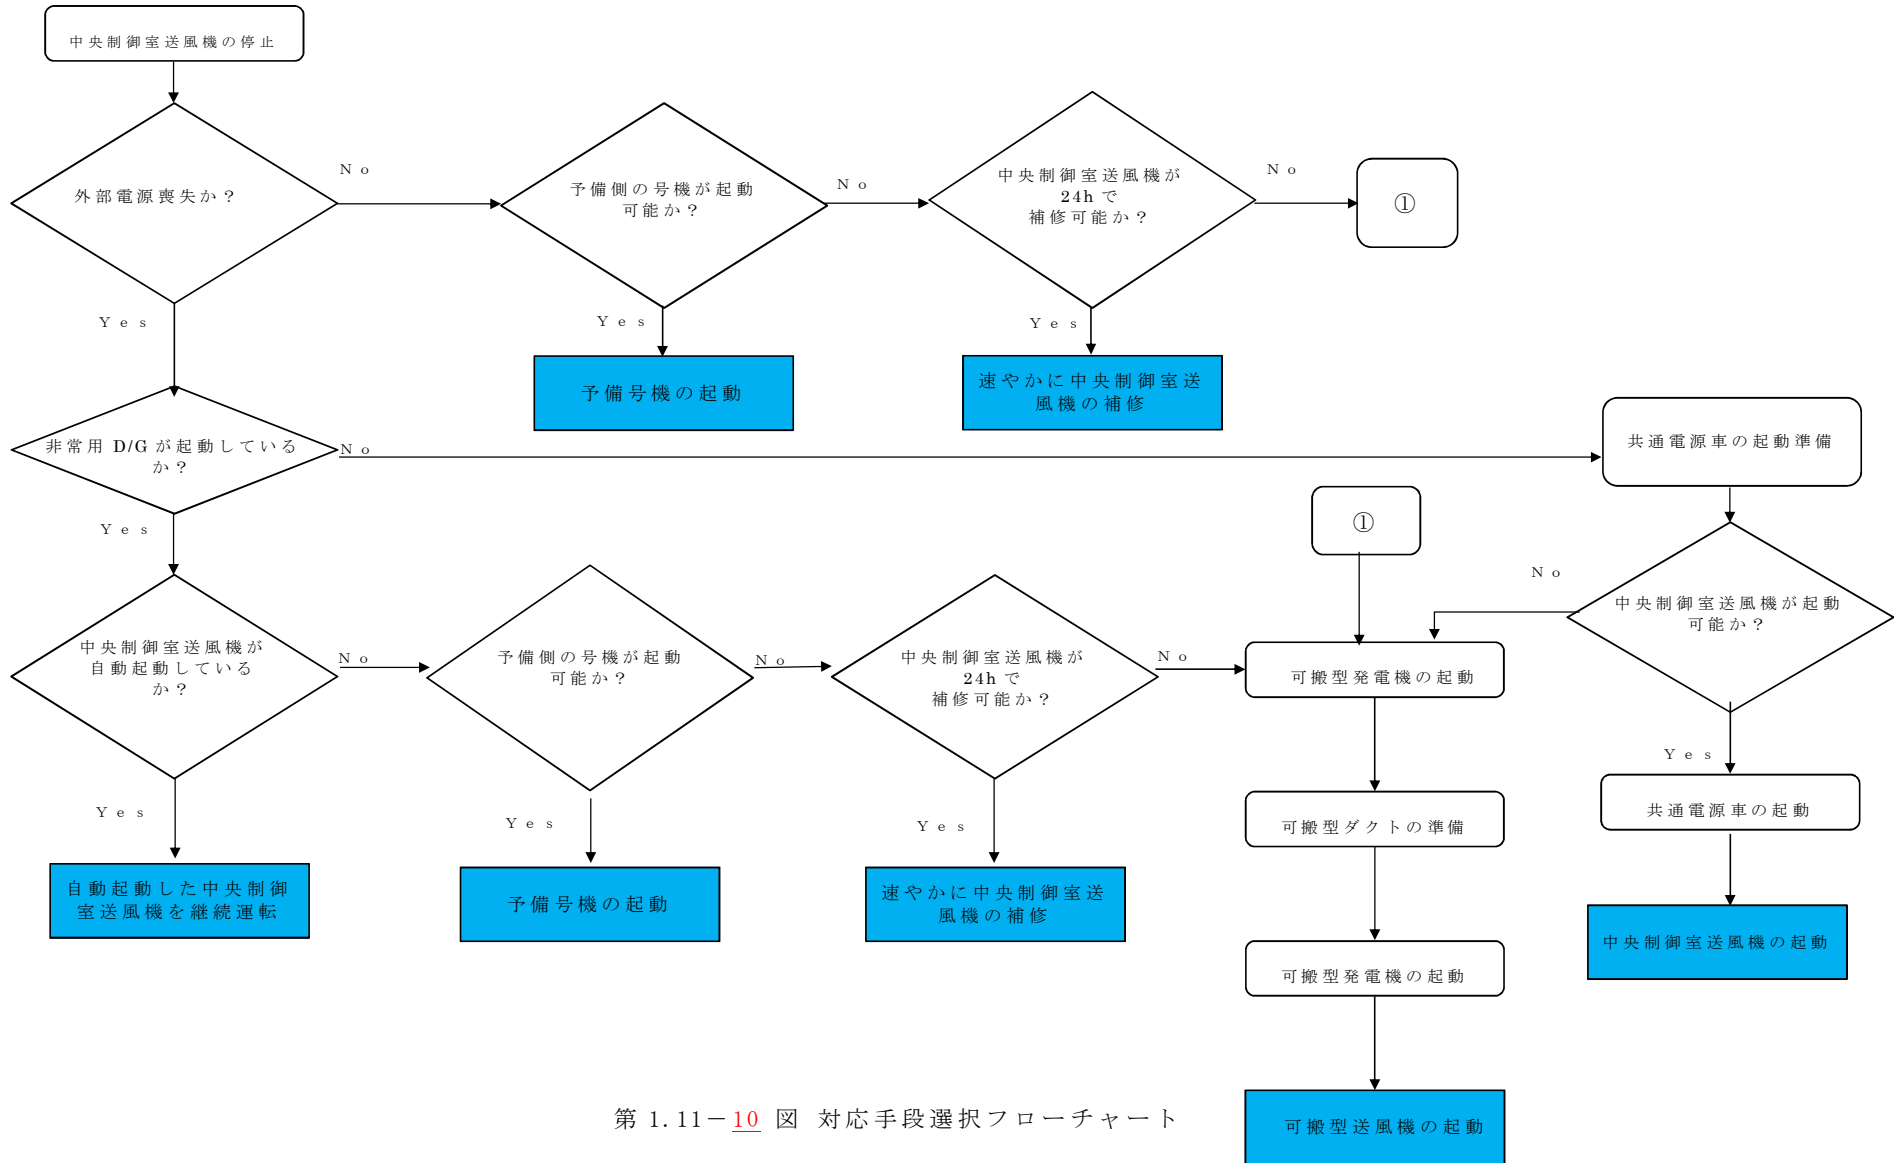 中央制御室送風機の停止
外部電源喪失か？
No
予備側の号機が起動
可能か？
No
中央制御室送風機が
24hで
補修可能か？
No
①
Yes
Yes
Yes
予備号機の起動
速やかに中央制御室送
風機の補修
非常用 D/G が起動している
か？
No
共通電源車の起動準備
Yes
①
No
中央制御室送風機が起動
可能か？
中央制御室送風機が
自動起動している
か？
No
予備側の号機が起動
可能か？
No
中央制御室送風機が
24hで
補修可能か？
No
可搬型発電機の起動
Yes
共通電源車の起動
Yes
Yes
Yes
可搬型ダクトの準備
自動起動した中央制御
室送風機を継続運転
予備号機の起動
速やかに中央制御室送
風機の補修
中央制御室送風機の起動
可搬型発電機の起動
可搬型送風機の起動
第 1.11－10 図 対応手段選択フローチャート